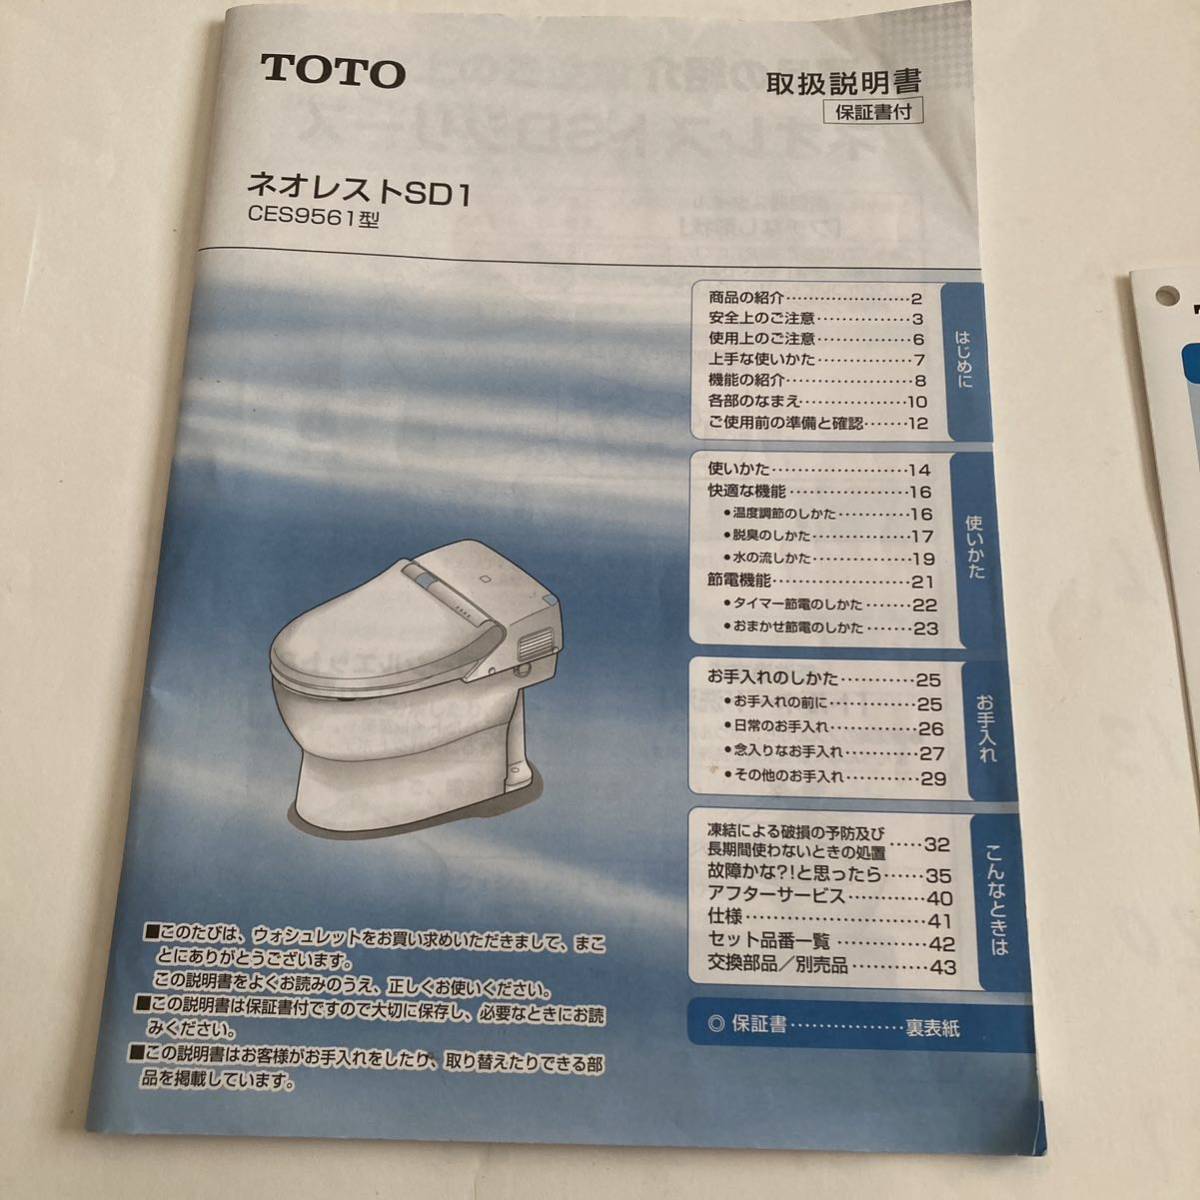 TOTO
取扱説明書
保証書付
ネオレストSD1
CES9561型
商品の紹介……………………2
安全上のご注意……………3
使用上のご注意……………6
上手な使いかた……………7
機能の紹介…………………8
各部のなまえ………………10
ご使用前の準備と確認……12
はじめに
使いかた……………………14
快適な機能…………………16
●温度調節のしかた…………16
●脱臭のしかた………………17
●水の流しかた………………19
節電機能……………………21
●タイマー節電のしかた……22
●おまかせ節電のしかた……23
使いかた
お手入れのしかた…………25
●お手入れの前に……………25
●日常のお手入れ……………26
●念入りなお手入れ…………27
●その他のお手入れ…………29
お手入れ
凍結による破損の予防及び
長期間使わないときの処置……32
故障かな?!と思ったら……35
アフターサービス…………40
仕様…………………………41
セット品番一覧……………42
交換部品／別売品…………43
こんなときは
◎ 保証書………………裏表紙
■このたびは、ウォシュレットをお買い求めいただきまして、まこ
とにありがとうございます。
この説明書をよくお読みのうえ、正しくお使いください。
■この説明書は保証書付ですので大切に保存し、必要なときにお読
みください。
■この説明書はお客様がお手入れをしたり、取り替えたりできる部
品を掲載しています。